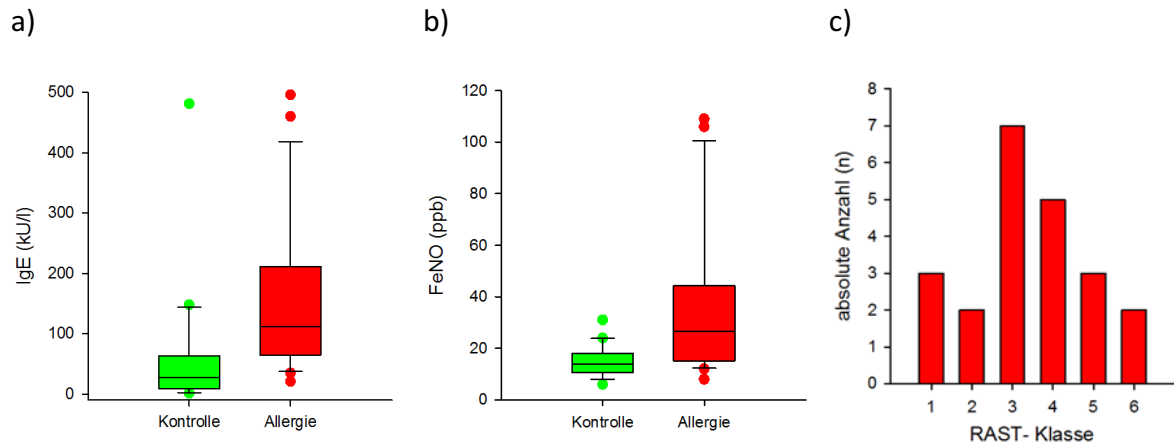 a)
b)
c)
IgE (kU/l)
500
400
300
200
100
0
Kontrolle Allergie
FeNO (ppb)
120
100
80
60
40
20
0
Kontrolle Allergie
absolute Anzahl (n)
8
7
6
5
4
3
2
1
0
1 2 3 4 5 6
RAST- Klasse